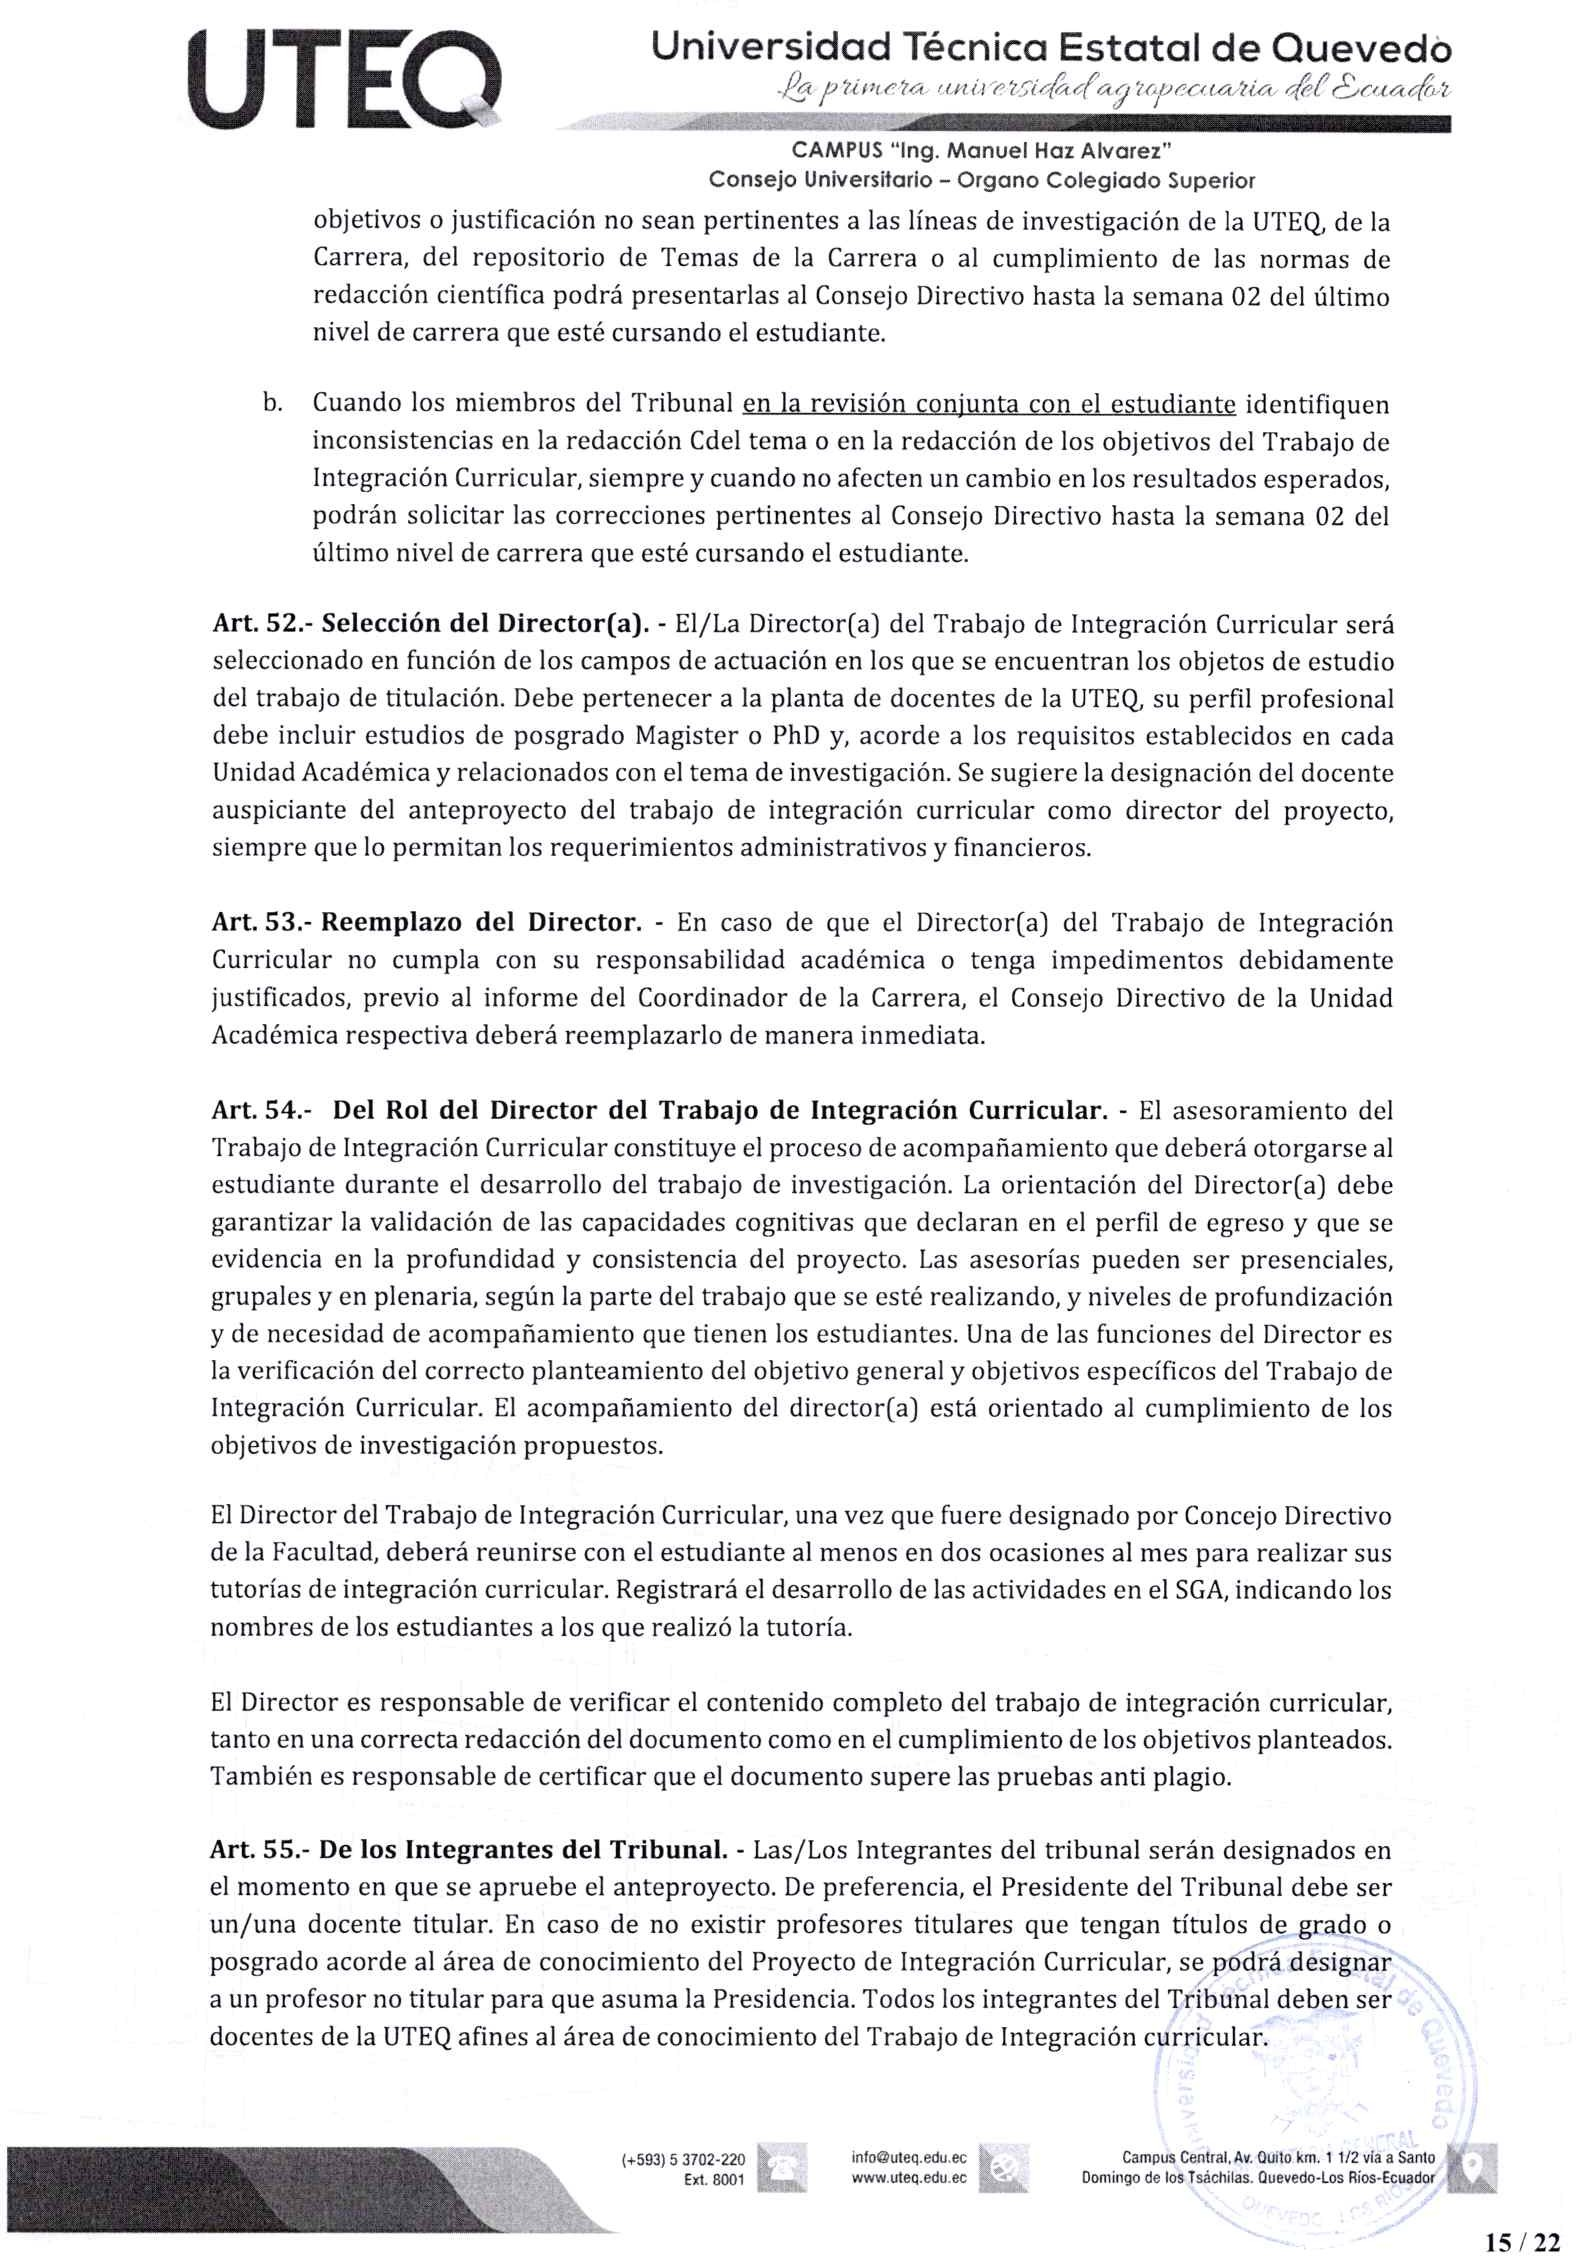 UTEQ
Universidad Técnica Estatal de Quevedo
La primera universidad agropecuaria del Ecuador
CAMPUS “Ing. Manuel Haz Alvarez”
Consejo Universitario – Organo Colegiado Superior
objetivos o justificación no sean pertinentes a las líneas de investigación de la UTEQ, de la
Carrera, del repositorio de Temas de la Carrera o al cumplimiento de las normas de
redacción científica podrá presentarlas al Consejo Directivo hasta la semana 02 del último
nivel de carrera que esté cursando el estudiante.
b. Cuando los miembros del Tribunal en la revisión conjunta con el estudiante identifiquen
inconsistencias en la redacción Cdel tema o en la redacción de los objetivos del Trabajo de
Integración Curricular, siempre y cuando no afecten un cambio en los resultados esperados,
podrán solicitar las correcciones pertinentes al Consejo Directivo hasta la semana 02 del
último nivel de carrera que esté cursando el estudiante.
Art. 52.- Selección del Director(a). - El/La Director(a) del Trabajo de Integración Curricular será
seleccionado en función de los campos de actuación en los que se encuentran los objetos de estudio
del trabajo de titulación. Debe pertenecer a la planta de docentes de la UTEQ, su perfil profesional
debe incluir estudios de posgrado Magister o PhD y, acorde a los requisitos establecidos en cada
Unidad Académica y relacionados con el tema de investigación. Se sugiere la designación del docente
auspiciante del anteproyecto del trabajo de integración curricular como director del proyecto,
siempre que lo permitan los requerimientos administrativos y financieros.
Art. 53.- Reemplazo del Director. - En caso de que el Director(a) del Trabajo de Integración
Curricular no cumpla con su responsabilidad académica o tenga impedimentos debidamente
justificados, previo al informe del Coordinador de la Carrera, el Consejo Directivo de la Unidad
Académica respectiva deberá reemplazarlo de manera inmediata.
Art. 54.- Del Rol del Director del Trabajo de Integración Curricular. - El asesoramiento del
Trabajo de Integración Curricular constituye el proceso de acompañamiento que deberá otorgarse al
estudiante durante el desarrollo del trabajo de investigación. La orientación del Director(a) debe
garantizar la validación de las capacidades cognitivas que declaran en el perfil de egreso y que se
evidencia en la profundidad y consistencia del proyecto. Las asesorías pueden ser presenciales,
grupales y en plenaria, según la parte del trabajo que se esté realizando, y niveles de profundización
y de necesidad de acompañamiento que tienen los estudiantes. Una de las funciones del Director es
la verificación del correcto planteamiento del objetivo general y objetivos específicos del Trabajo de
Integración Curricular. El acompañamiento del director(a) está orientado al cumplimiento de los
objetivos de investigación propuestos.
El Director del Trabajo de Integración Curricular, una vez que fuere designado por Concejo Directivo
de la Facultad, deberá reunirse con el estudiante al menos en dos ocasiones al mes para realizar sus
tutorías de integración curricular. Registrará el desarrollo de las actividades en el SGA, indicando los
nombres de los estudiantes a los que realizó la tutoría.
El Director es responsable de verificar el contenido completo del trabajo de integración curricular,
tanto en una correcta redacción del documento como en el cumplimiento de los objetivos planteados.
También es responsable de certificar que el documento supere las pruebas anti plagio.
Art. 55.- De los Integrantes del Tribunal. - Las/Los Integrantes del tribunal serán designados en
el momento en que se apruebe el anteproyecto. De preferencia, el Presidente del Tribunal debe ser
un/una docente titular. En caso de no existir profesores titulares que tengan títulos de grado o
posgrado acorde al área de conocimiento del Proyecto de Integración Curricular, se podrá designar
a un profesor no titular para que asuma la Presidencia. Todos los integrantes del Tribunal deben ser
docentes de la UTEQ afines al área de conocimiento del Trabajo de Integración curricular.
Universidad Técnica Estatal de Quevedo
QUEVEDO LOS RÍOS
(+593) 5 3702-220
Ext. 8001
info@uteq.edu.ec
www.uteq.edu.ec
Campus Central, Av. Quito km. 1 1/2 vía a Santo
Domingo de los Tsáchilas. Quevedo-Los Ríos-Ecuador
15 / 22